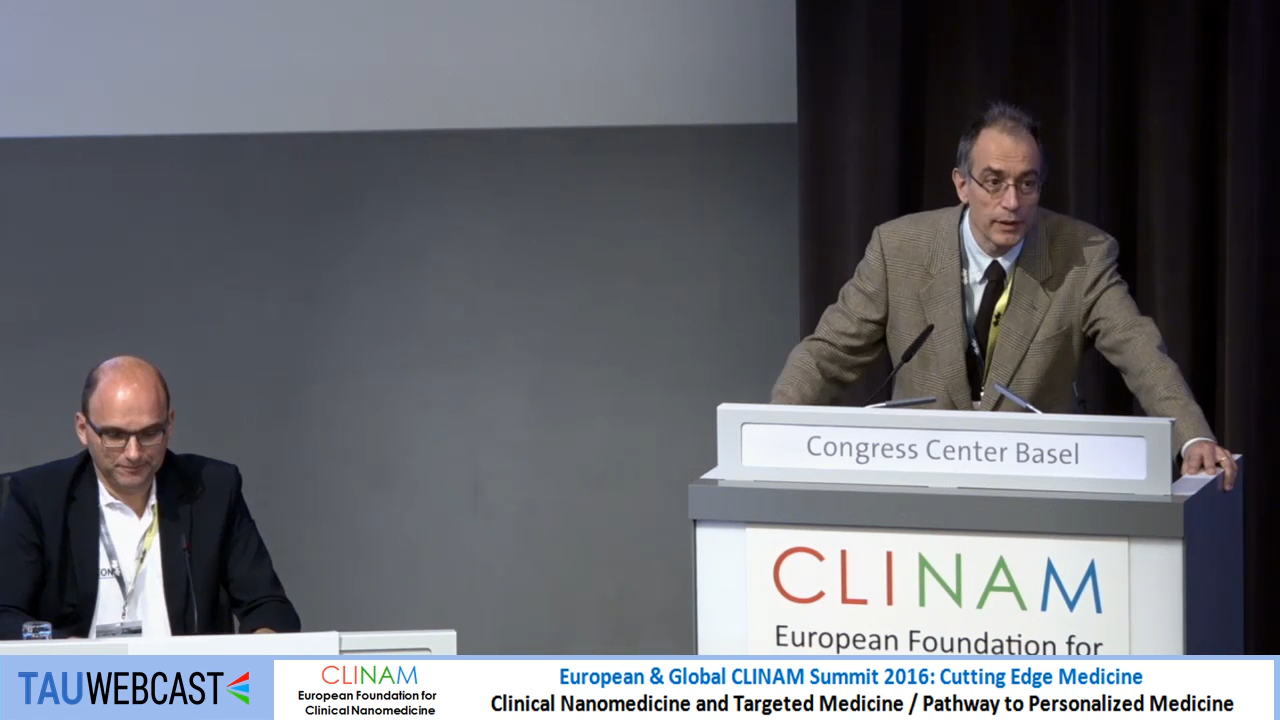 Congress Center Basel
CLINAM
European Foundation for
TAUWEBCAST
CLINAM
European Foundation for
Clinical Nanomedicine
European & Global CLINAM Summit 2016: Cutting Edge Medicine
Clinical Nanomedicine and Targeted Medicine / Pathway to Personalized Medicine